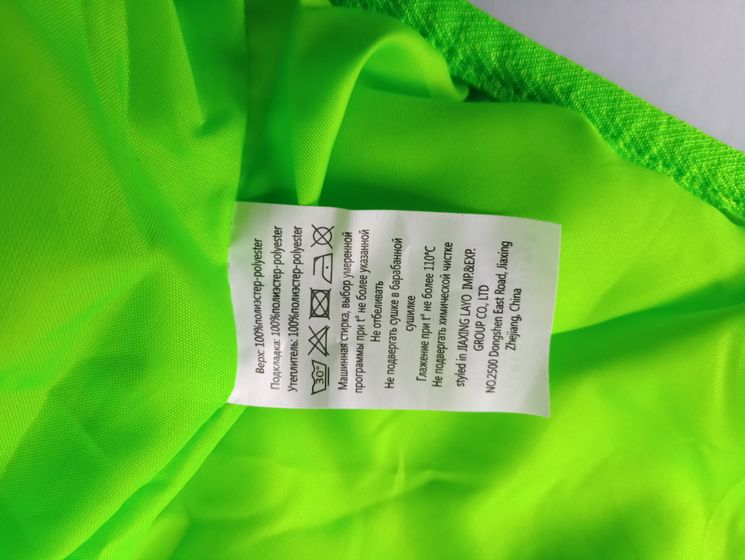 Верх: 100%полиэстер-polyester
Подкладка: 100%полиэстер-polyester
Утеплитель: 100%полиэстер-polyester
30°
Машинная стирка, выбор умеренной
программы при t° не более указанной
Не отбеливать
Не подвергать сушке в барабанной
сушилке
Глажение при t° не более 110°C
Не подвергать химической чистке
styled in JIAXING LAYO IMP.&EXP.
GROUP CO., LTD
NO.2500 Dongshen East Road, Jiaxing
Zhejiang, China